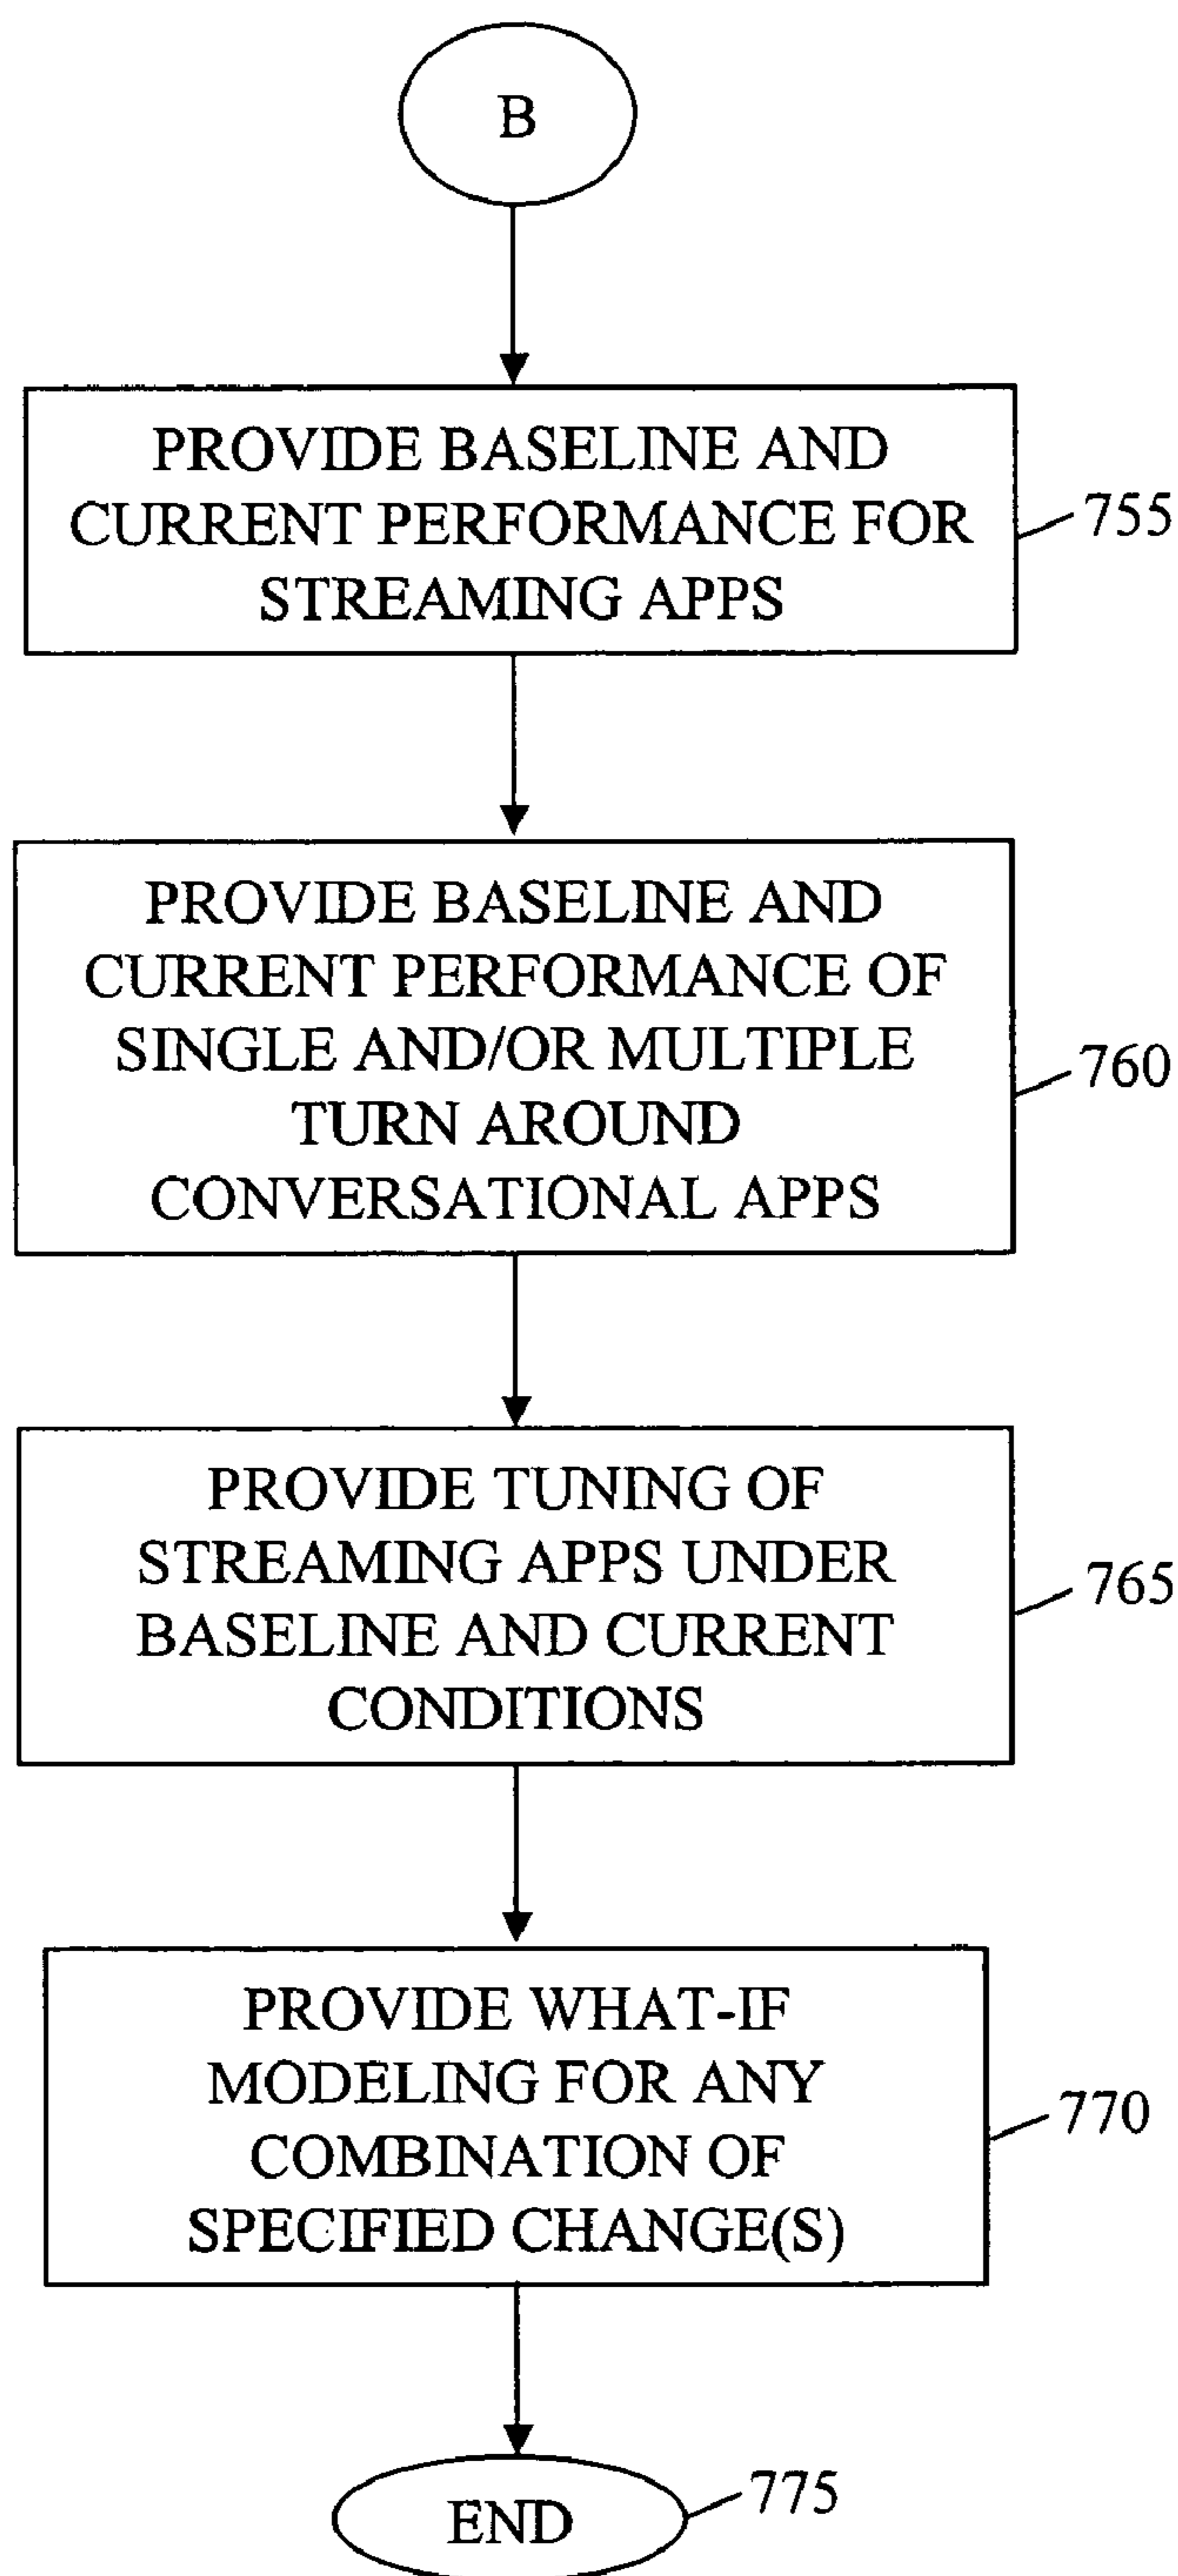 B
PROVIDE BASELINE AND
CURRENT PERFORMANCE FOR
STREAMING APPS
755
PROVIDE BASELINE AND
CURRENT PERFORMANCE OF
SINGLE AND/OR MULTIPLE
TURN AROUND
CONVERSATIONAL APPS
760
PROVIDE TUNING OF
STREAMING APPS UNDER
BASELINE AND CURRENT
CONDITIONS
765
PROVIDE WHAT-IF
MODELING FOR ANY
COMBINATION OF
SPECIFIED CHANGE(S)
770
END
775